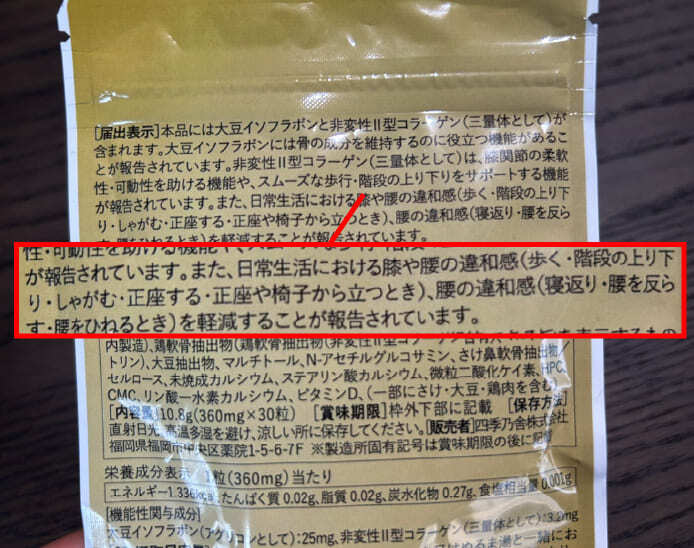 [届出表示]本品には大豆イソフラボンと非変性Ⅱ型コラーゲン(三量体として)が
含まれます。大豆イソフラボンには骨の成分を維持するのに役立つ機能があるこ
とが報告されています。非変性Ⅱ型コラーゲン(三量体として)は、膝関節の柔軟
性・可動性を助ける機能や、スムーズな歩行・階段の上り下りをサポートする機能
が報告されています。また、日常生活における膝や腰の違和感(歩く・階段の上り下
り・しゃがむ・正座する・正座や椅子から立つとき)、腰の違和感(寝返り・腰を反ら
す・腰をひねるとき)を軽減することが報告されています。
性・可動性を助ける機能や
が報告されています。また、日常生活における膝や腰の違和感(歩く・階段の上り下
り・しゃがむ・正座する・正座や椅子から立つとき)、腰の違和感(寝返り・腰を反ら
す・腰をひねるとき)を軽減することが報告されています。
内製造)、鶏軟骨抽出物(鶏軟骨抽出物
トリン)、大豆抽出物、マルチトール、N-アセチルグルコサミン、さけ鼻軟骨抽出物/
セルロース、未焼成カルシウム、ステアリン酸カルシウム、微粒二酸化ケイ素、HPC、
CMC、リン酸一水素カルシウム、ビタミンD、(一部にさけ・大豆・鶏肉を含む)
[内容量]10.8g(360mg×30粒) [賞味期限]枠外下部に記載 [保存方法]
直射日光、高温多湿を避け、涼しい所に保存してください。[販売者]四季乃舎株式会社
福岡県福岡市中央区薬院1-5-6-7F ※製造所固有記号は賞味期限の後に記載
栄養成分表示 1粒(360mg)当たり
エネルギー1.336kcal、たんぱく質 0.02g、脂質 0.02g、炭水化物 0.27g、食塩相当量 0.001g
[機能性関与成分]
大豆イソフラボン(アグリコンとして):25mg、非変性Ⅱ型コラーゲン(三量体として):3.2mg